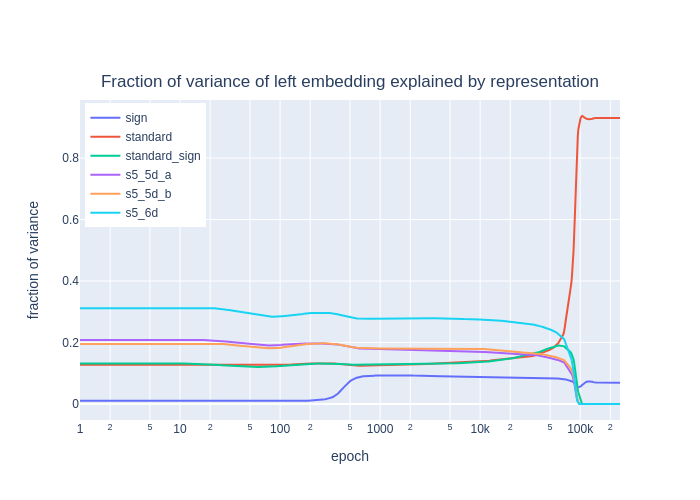 Fraction of variance of left embedding explained by representation
sign
standard
standard_sign
s5_5d_a
s5_5d_b
s5_6d
fraction of variance
0.8
0.6
0.4
0.2
0
1 2 5 10 2 5 100 2 5 1000 2 5 10k 2 5 100k 2
epoch